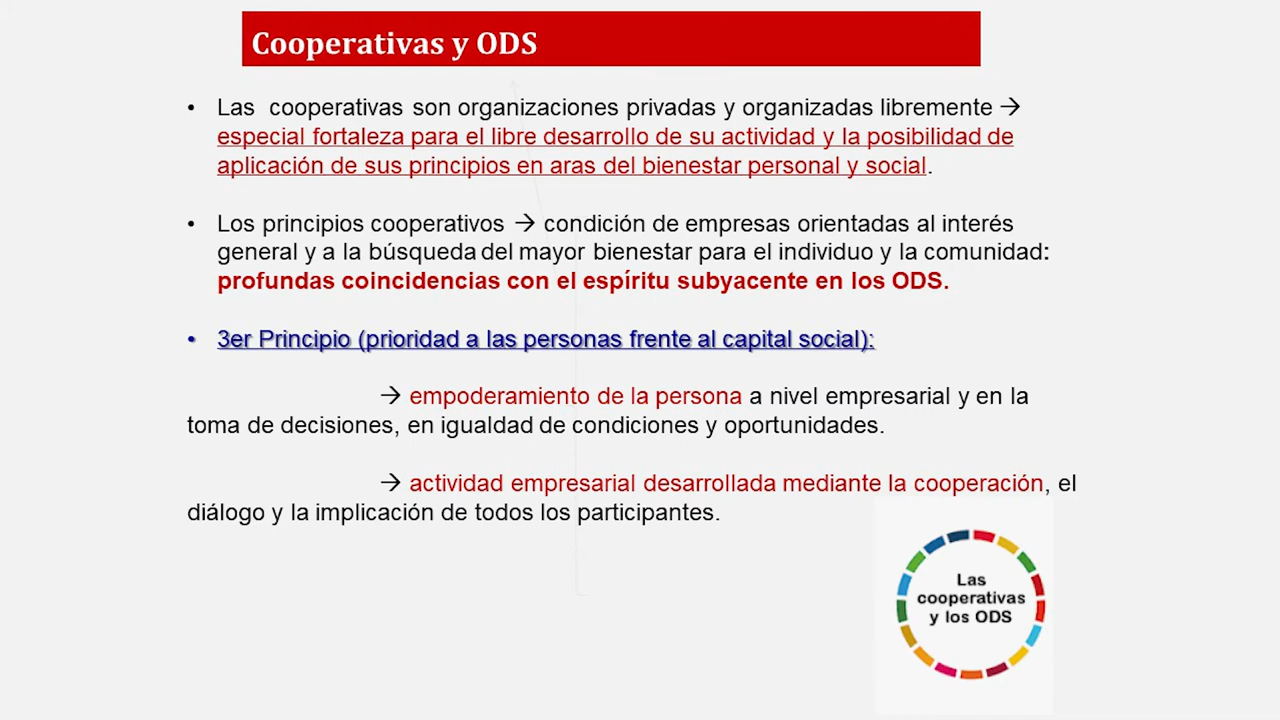 Cooperativas y ODS
• Las cooperativas son organizaciones privadas y organizadas libremente →
especial fortaleza para el libre desarrollo de su actividad y la posibilidad de
aplicación de sus principios en aras del bienestar personal y social.
• Los principios cooperativos → condición de empresas orientadas al interés
general y a la búsqueda del mayor bienestar para el individuo y la comunidad:
profundas coincidencias con el espíritu subyacente en los ODS.
• 3er Principio (prioridad a las personas frente al capital social):
→ empoderamiento de la persona a nivel empresarial y en la
toma de decisiones, en igualdad de condiciones y oportunidades.
→ actividad empresarial desarrollada mediante la cooperación, el
diálogo y la implicación de todos los participantes.
Las
cooperativas
y los ODS